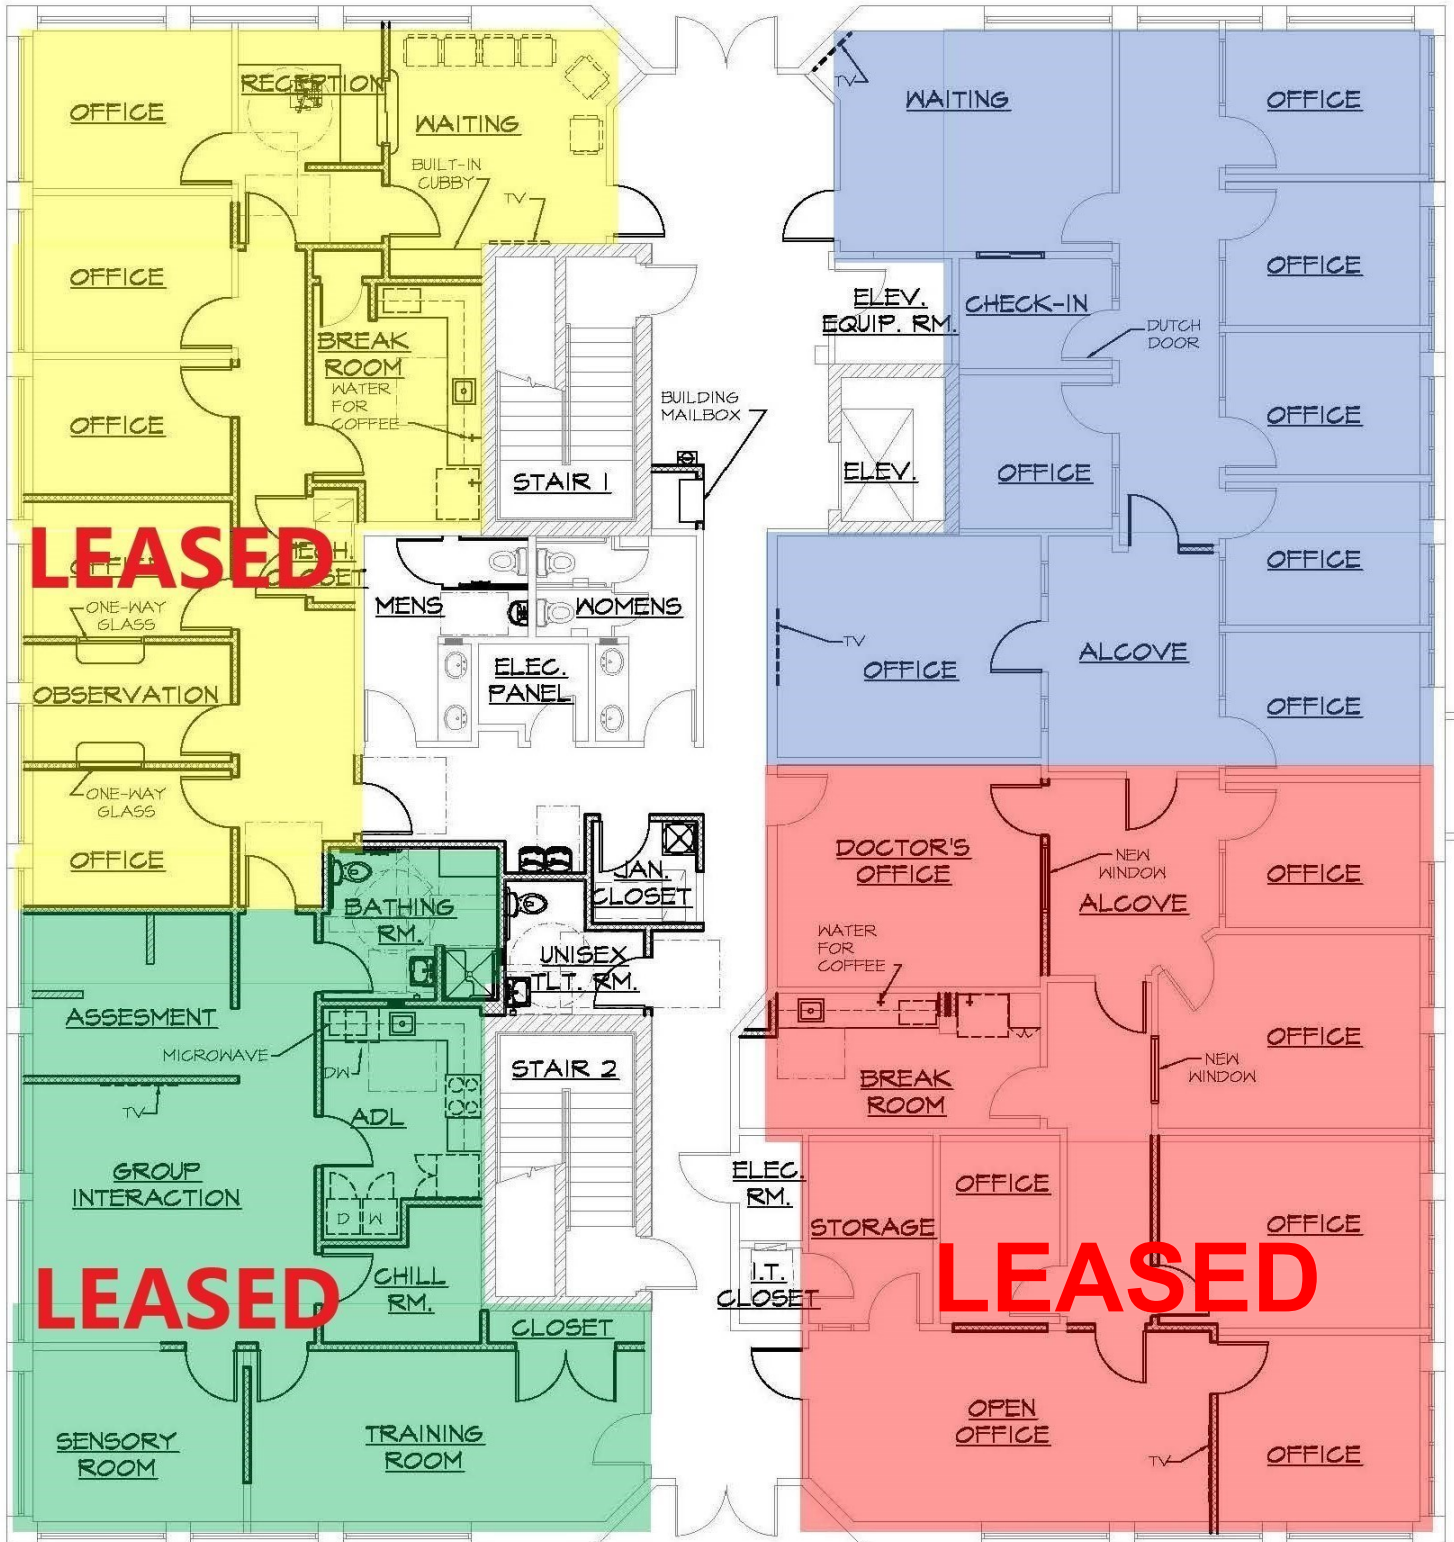 OFFICE
RECEPTION
WAITING
BUILT-IN
CUBBY
TV
OFFICE
BREAK
ROOM
WATER
FOR
COFFEE
OFFICE
STAIR 1
BUILDING
MAILBOX
TV
WAITING
OFFICE
ELEV.
EQUIP. RM.
CHECK-IN
DUTCH
DOOR
OFFICE
OFFICE
ELEV.
OFFICE
OFFICE
LEASED
OFFICE
MECH.
CLOSET
ONE-WAY
GLASS
MENS
WOMENS
ELEC.
PANEL
TV
OFFICE
ALCOVE
OFFICE
OBSERVATION
ONE-WAY
GLASS
OFFICE
BATHING
RM.
JAN.
CLOSET
UNISEX
TLT. RM.
DOCTOR'S
OFFICE
NEW
WINDOW
ALCOVE
OFFICE
WATER
FOR
COFFEE
ASSESMENT
MICROWAVE
DW
TV
ADL
STAIR 2
BREAK
ROOM
NEW
WINDOW
OFFICE
GROUP
INTERACTION
D
W
ELEC.
RM.
OFFICE
STORAGE
OFFICE
LEASED
CHILL
RM.
I.T.
CLOSET
LEASED
CLOSET
SENSORY
ROOM
TRAINING
ROOM
OPEN
OFFICE
TV
OFFICE
OFFICE